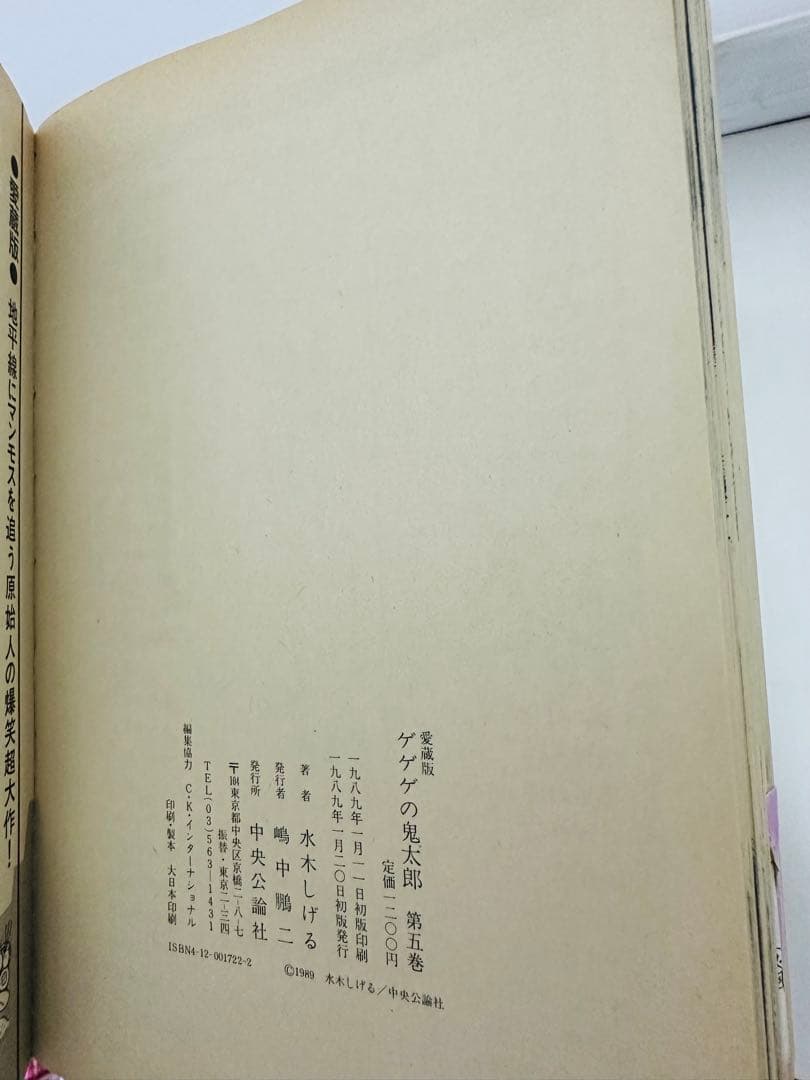 愛蔵版
ゲゲゲの鬼太郎 第五巻
定価一二〇〇円
一九八九年一月一一日初版印刷
一九八九年一月二〇日初版発行
著者 水木しげる
発行者 嶋中鵬二
発行所 中央公論社
〒104東京都中央区京橋二-八-七
振替・東京二-三四
TEL(03)563-1431
編集協力 C・K・インターナショナル
印刷・製本 大日本印刷
©1989 水木しげる/中央公論社
ISBN4-12-001722-2
●愛蔵版● 地平線にマンモスを追う原始人の爆笑超大作!